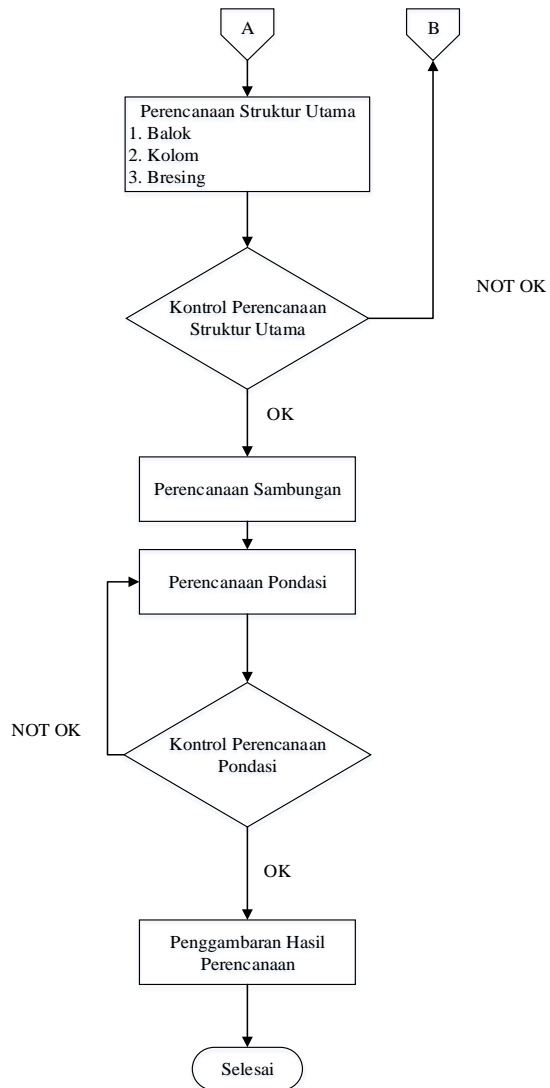 A
B
Perencanaan Struktur Utama
1. Balok
2. Kolom
3. Bresing
Kontrol Perencanaan
Struktur Utama
NOT OK
OK
Perencanaan Sambungan
Perencanaan Pondasi
NOT OK
Kontrol Perencanaan
Pondasi
OK
Penggambaran Hasil
Perencanaan
Selesai